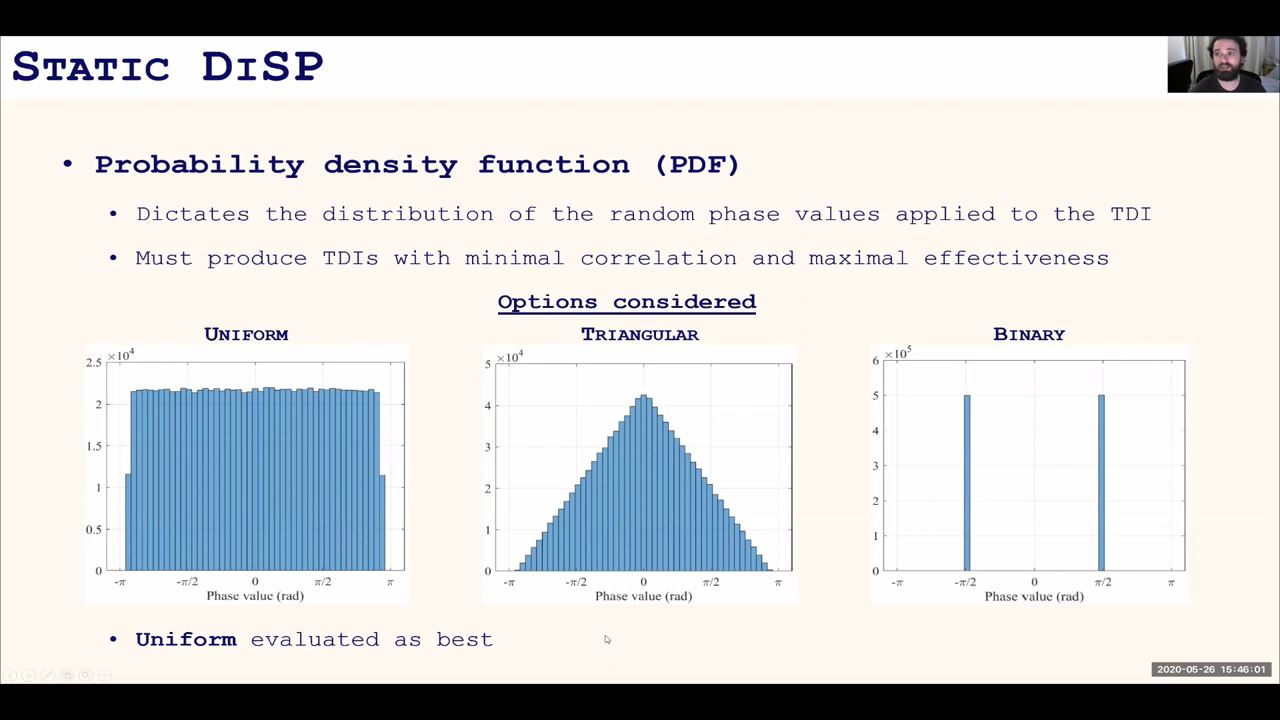 STATIC DISP
• Probability density function (PDF)
• Dictates the distribution of the random phase values applied to the TDI
• Must produce TDIs with minimal correlation and maximal effectiveness
Options considered
UNIFORM TRIANGULAR BINARY
×10⁴
2.5
2
1.5
1
0.5
0
-π -π/2 0 π/2 π
Phase value (rad)
×10⁴
5
4
3
2
1
0
-π -π/2 0 π/2 π
Phase value (rad)
×10⁵
6
5
4
3
2
1
0
-π -π/2 0 π/2 π
Phase value (rad)
• Uniform evaluated as best
2020-05-26 15:46:01